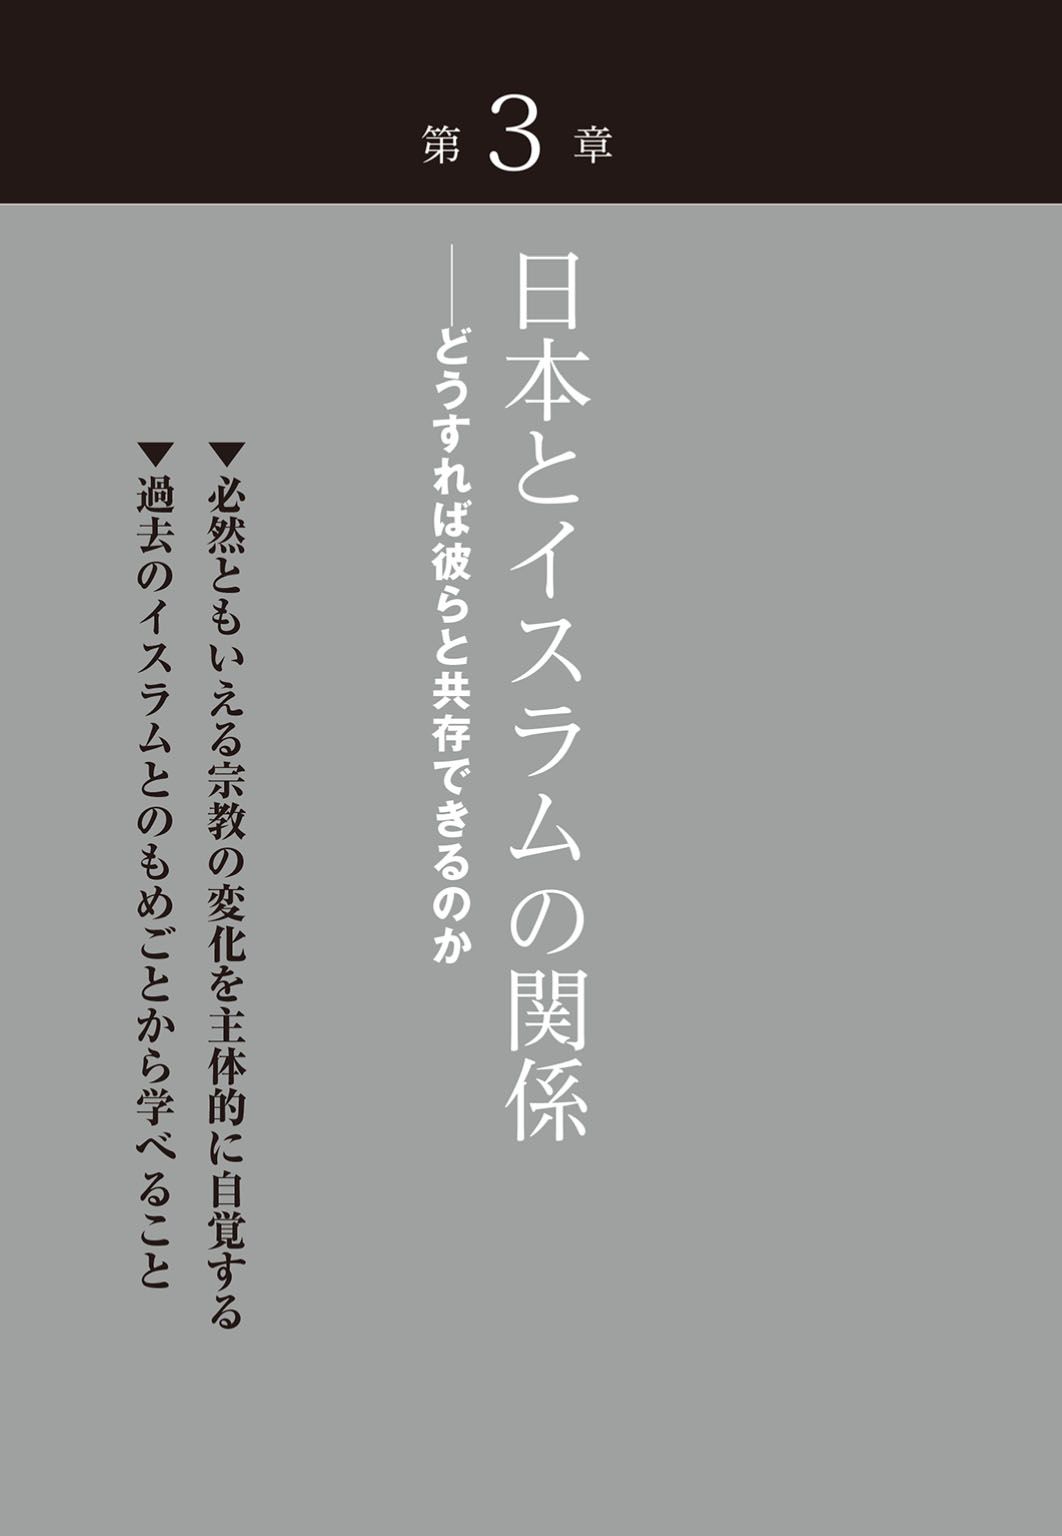 第3章
日本とイスラムの関係
──どうすれば彼らと共存できるのか
▼必然ともいえる宗教の変化を主体的に自覚する
▼過去のイスラムとのもめごとから学べること